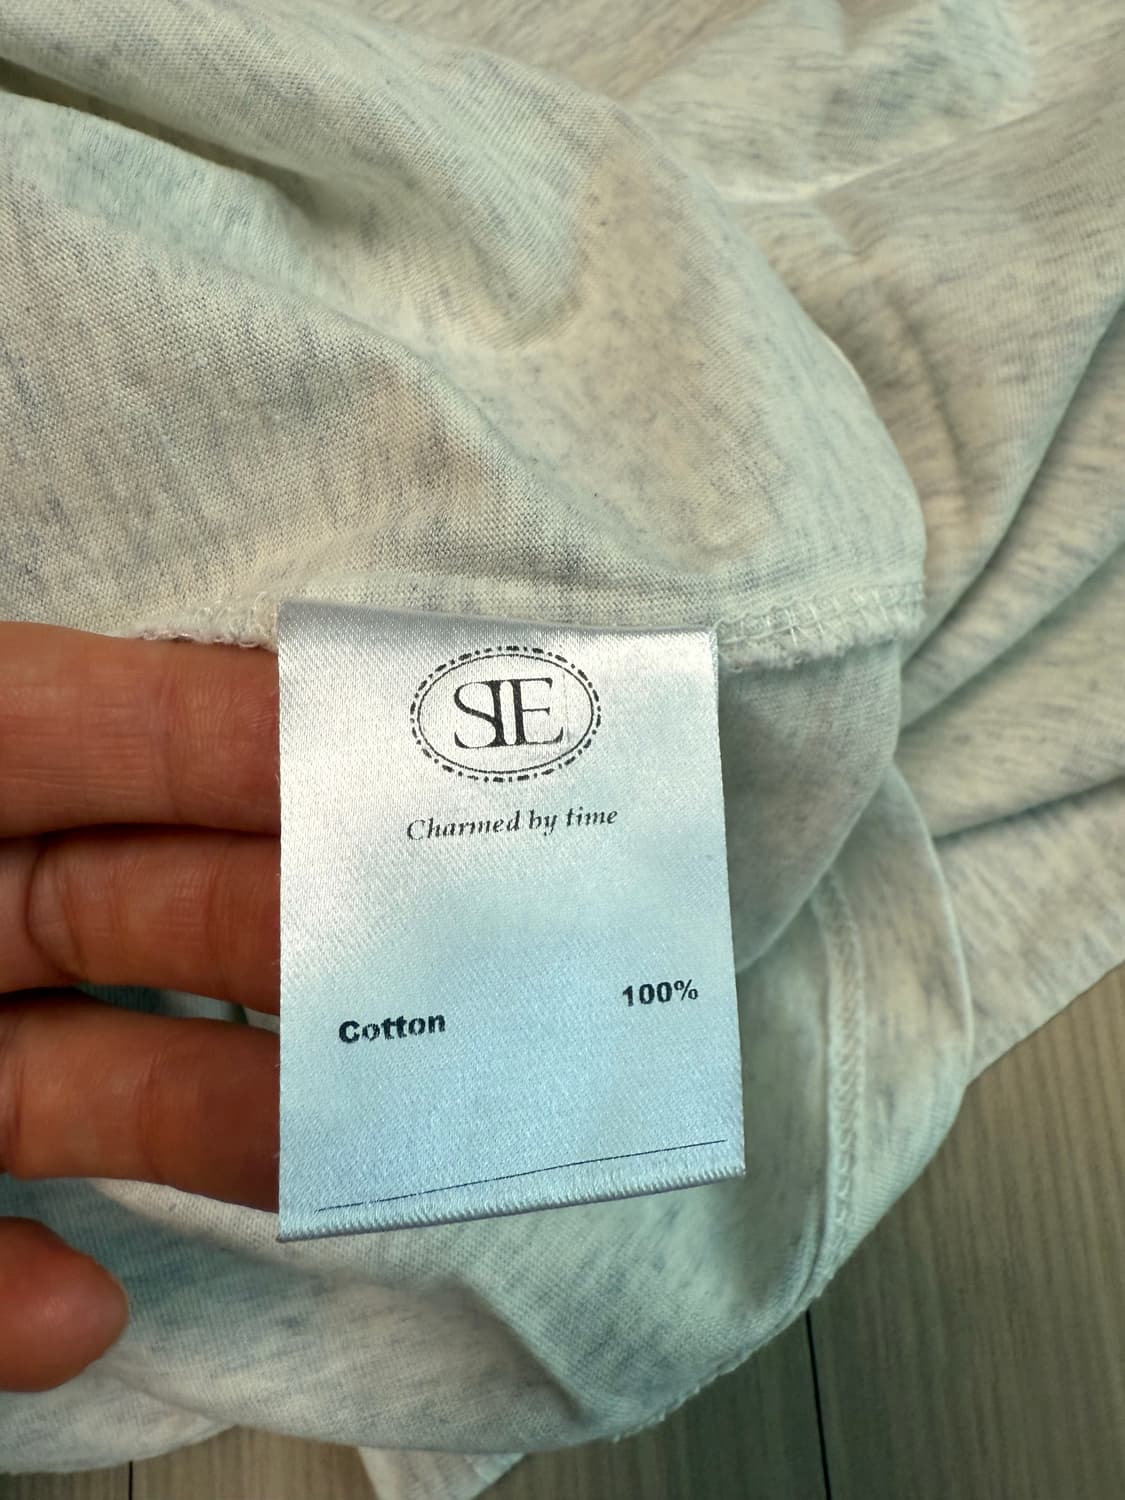 SIE
Charmed by time
100%
Cotton